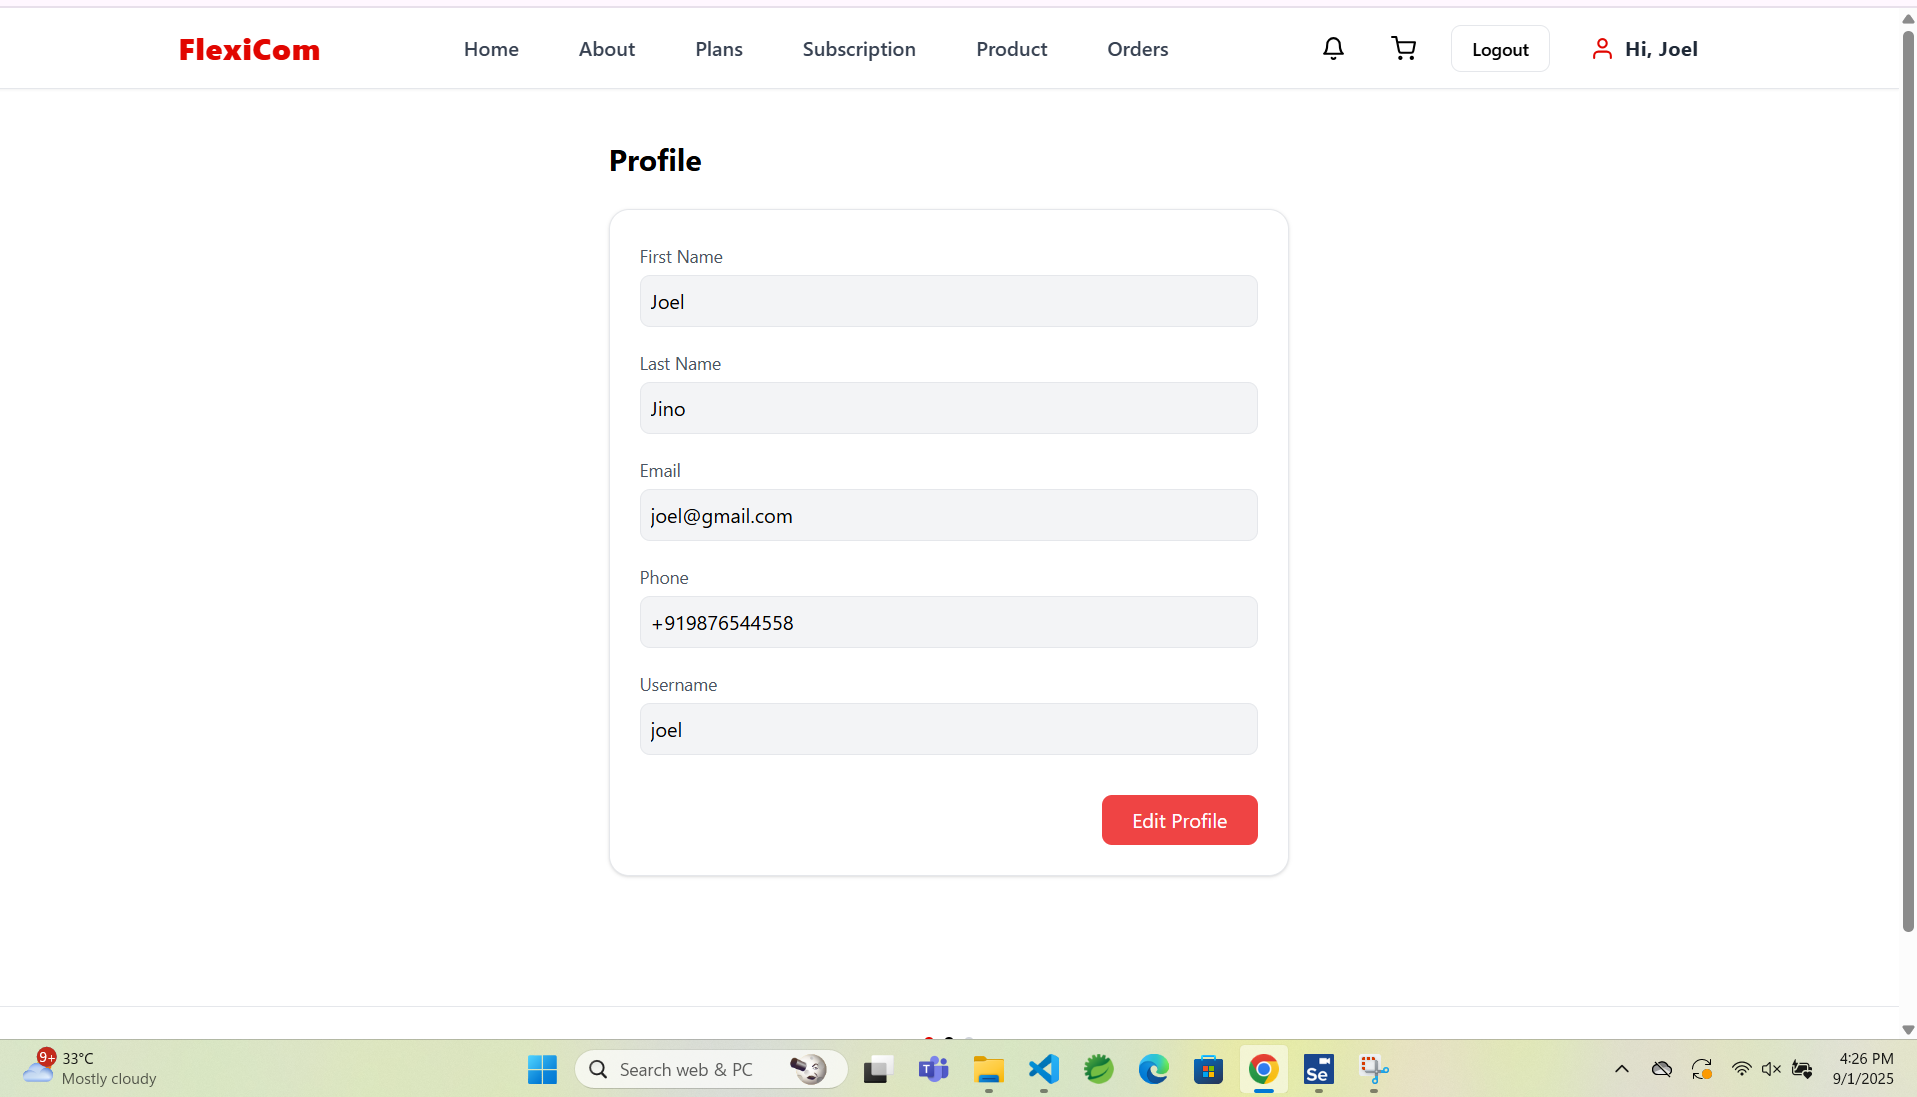 FlexiCom
Home About Plans Subscription Product Orders Logout Hi, Joel
Profile
First Name
Joel
Last Name
Jino
Email
joel@gmail.com
Phone
+919876544558
Username
joel
Edit Profile
9+ 33°C
Mostly cloudy
Search web & PC
Se
4:26 PM
9/1/2025